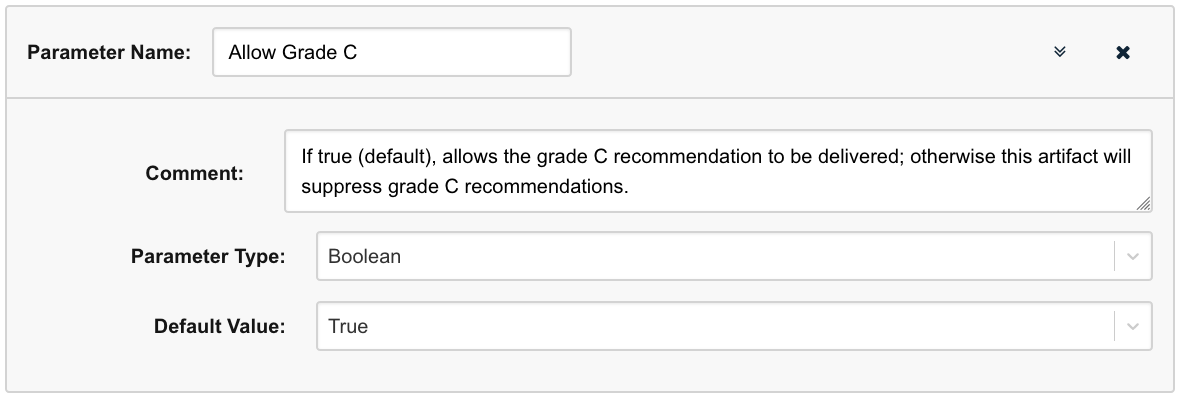 Parameter Name: Allow Grade C
Comment: If true (default), allows the grade C recommendation to be delivered; otherwise this artifact will
suppress grade C recommendations.
Parameter Type: Boolean
Default Value: True